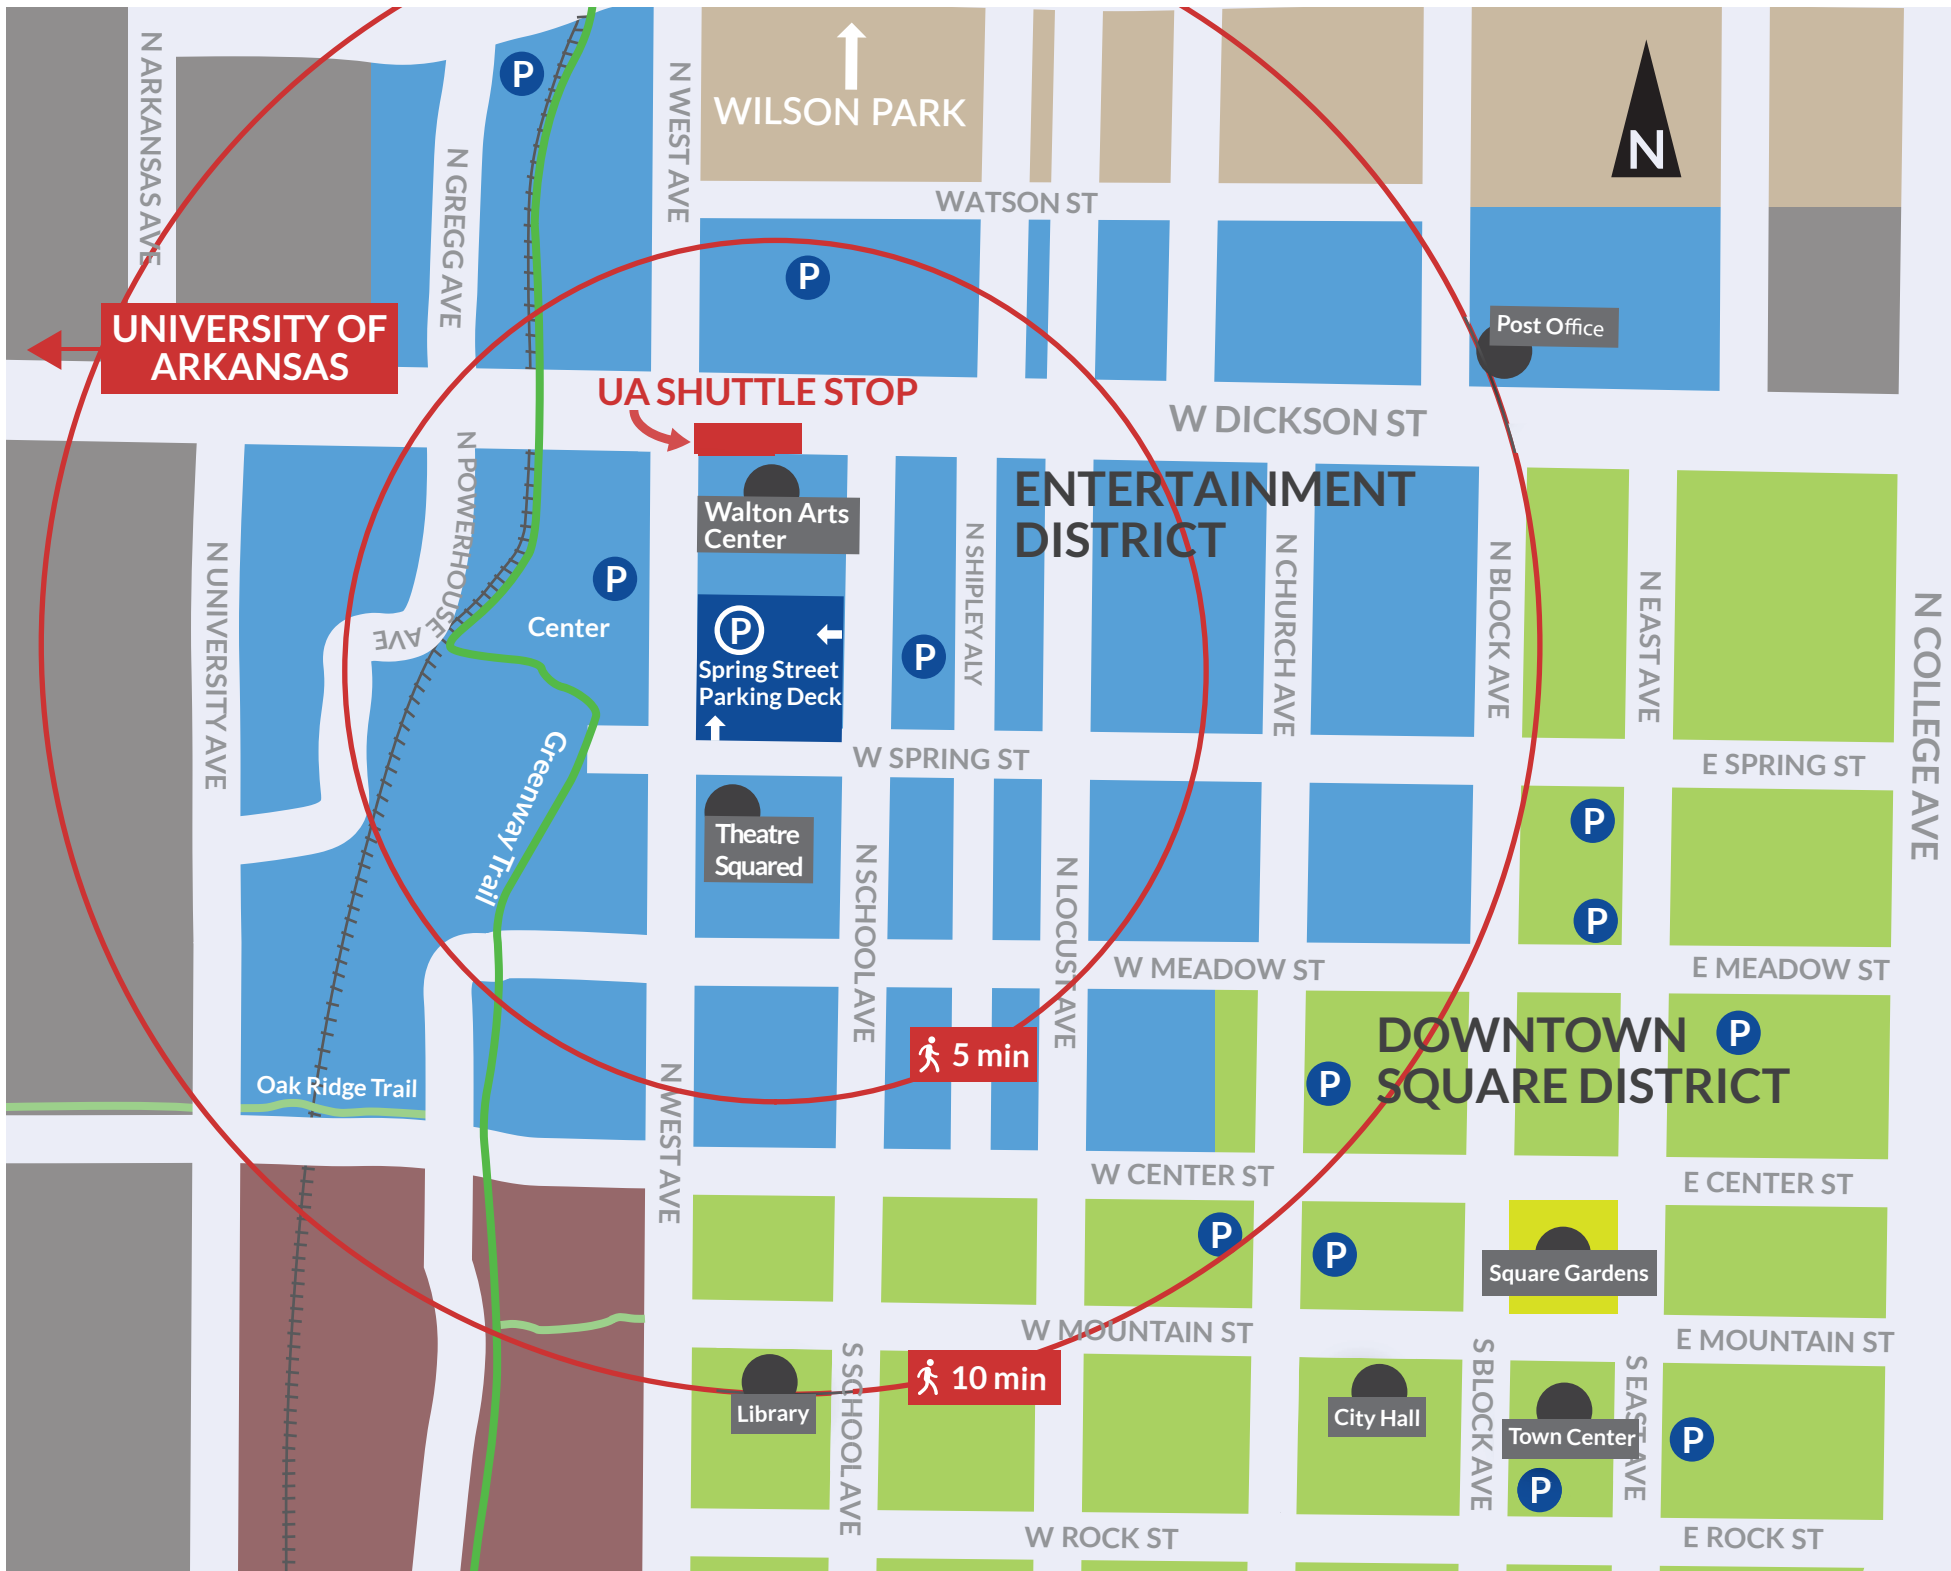 N ARKANSAS AVE
N GREGG AVE
P
N WEST AVE
WILSON PARK
N
WATSON ST
P
UNIVERSITY OF
ARKANSAS
Post Office
UA SHUTTLE STOP
W DICKSON ST
N POWERHOUSE AVE
Walton Arts
Center
ENTERTAINMENT
DISTRICT
N UNIVERSITY AVE
P
Center
P
Spring Street
Parking Deck
P
N SHIPLEY ALY
N CHURCH AVE
N BLOCK AVE
N EAST AVE
N COLLEGE AVE
Greenway Trail
W SPRING ST
E SPRING ST
Theatre
Squared
P
P
N SCHOOL AVE
N LOCUST AVE
W MEADOW ST
E MEADOW ST
5 min
DOWNTOWN
SQUARE DISTRICT
P
P
Oak Ridge Trail
N WEST AVE
W CENTER ST
E CENTER ST
P
P
Square Gardens
W MOUNTAIN ST
E MOUNTAIN ST
10 min
Library
S SCHOOL AVE
City Hall
S BLOCK AVE
Town Center
S EAST AVE
P
P
W ROCK ST
E ROCK ST